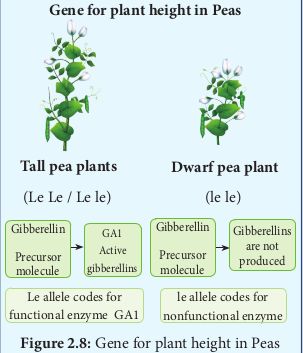 Gene for plant height in Peas
Tall pea plants
Dwarf pea plant
(Le Le / Le le)
(le le)
Gibberellin
Precursor
molecule
GA1
Active
gibberellins
Gibberellin
Precursor
molecule
Gibberellins
are not
produced
Le allele codes for
functional enzyme GA1
le allele codes for
nonfunctional enzyme
Figure 2.8: Gene for plant height in Peas